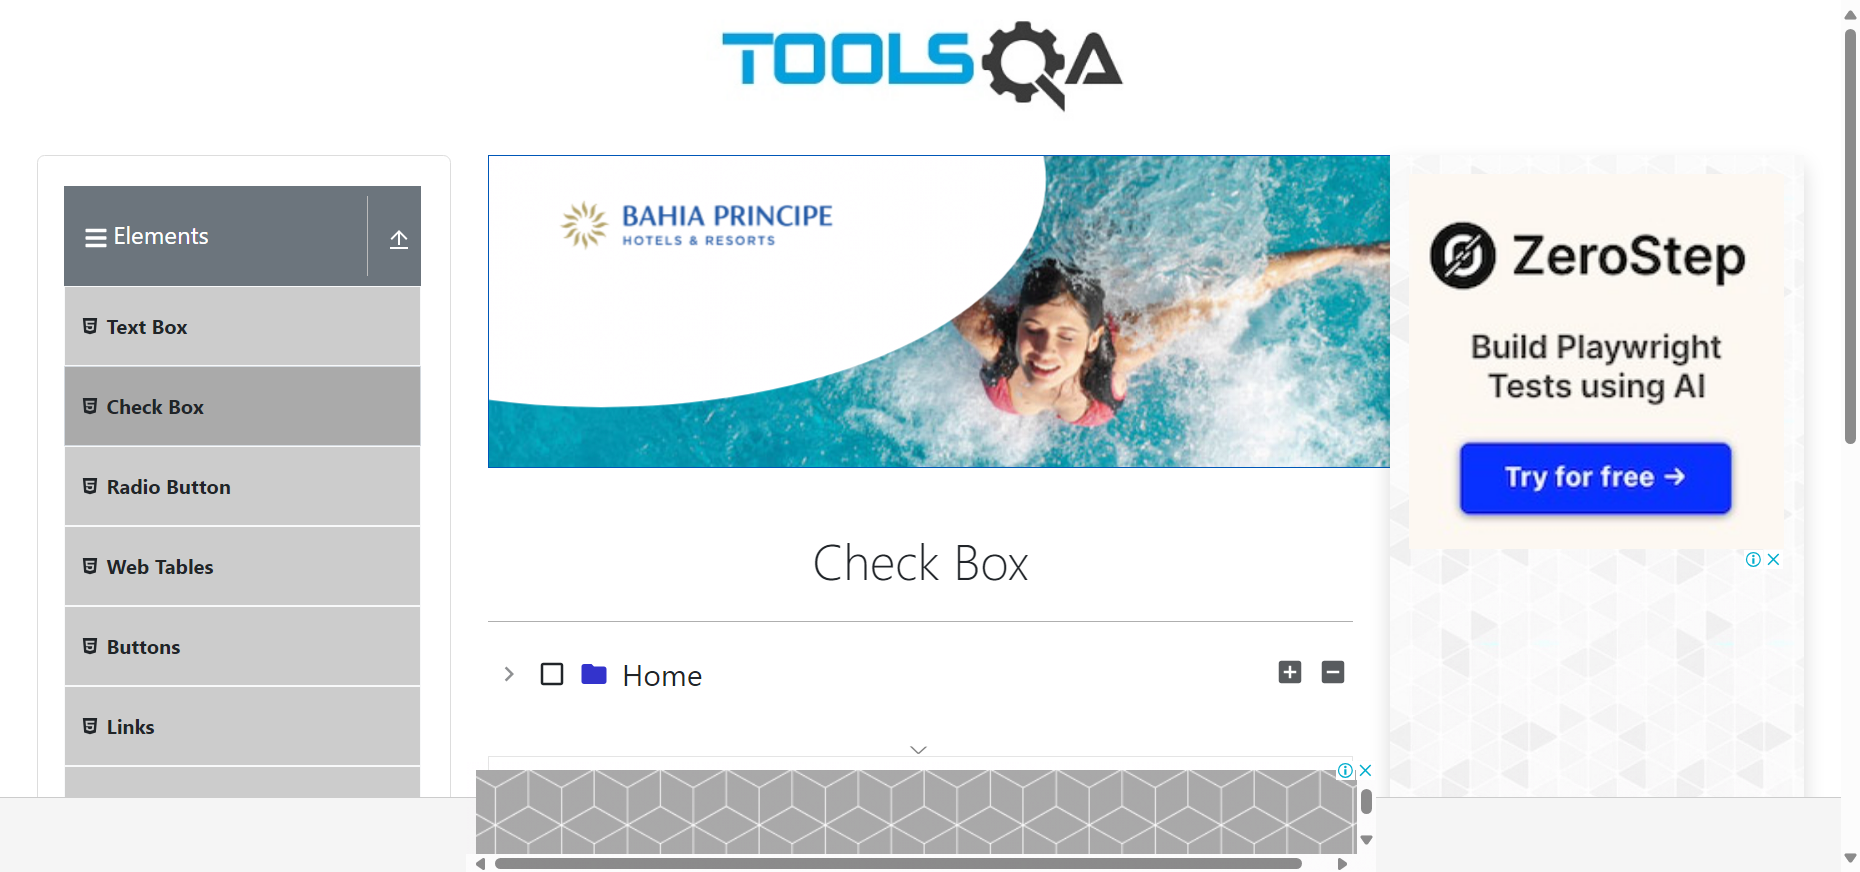 TOOLSQA
Elements
Text Box
Check Box
Radio Button
Web Tables
Buttons
Links
BAHIA PRINCIPE
HOTELS & RESORTS
Check Box
Home
ZeroStep
Build Playwright
Tests using AI
Try for free →